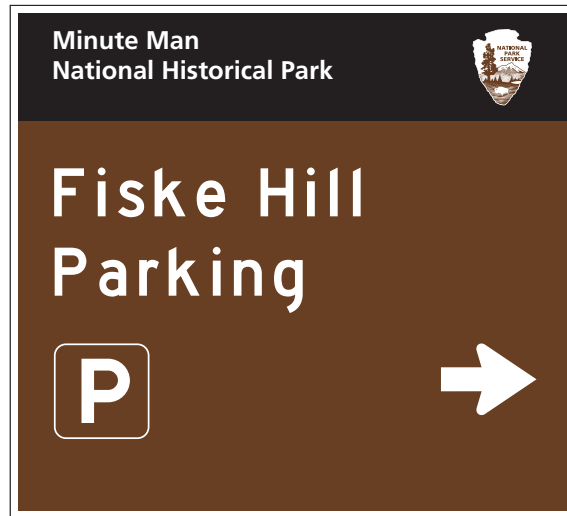 Minute Man
National Historical Park
NATIONAL
PARK
SERVICE
Fiske Hill
Parking
P